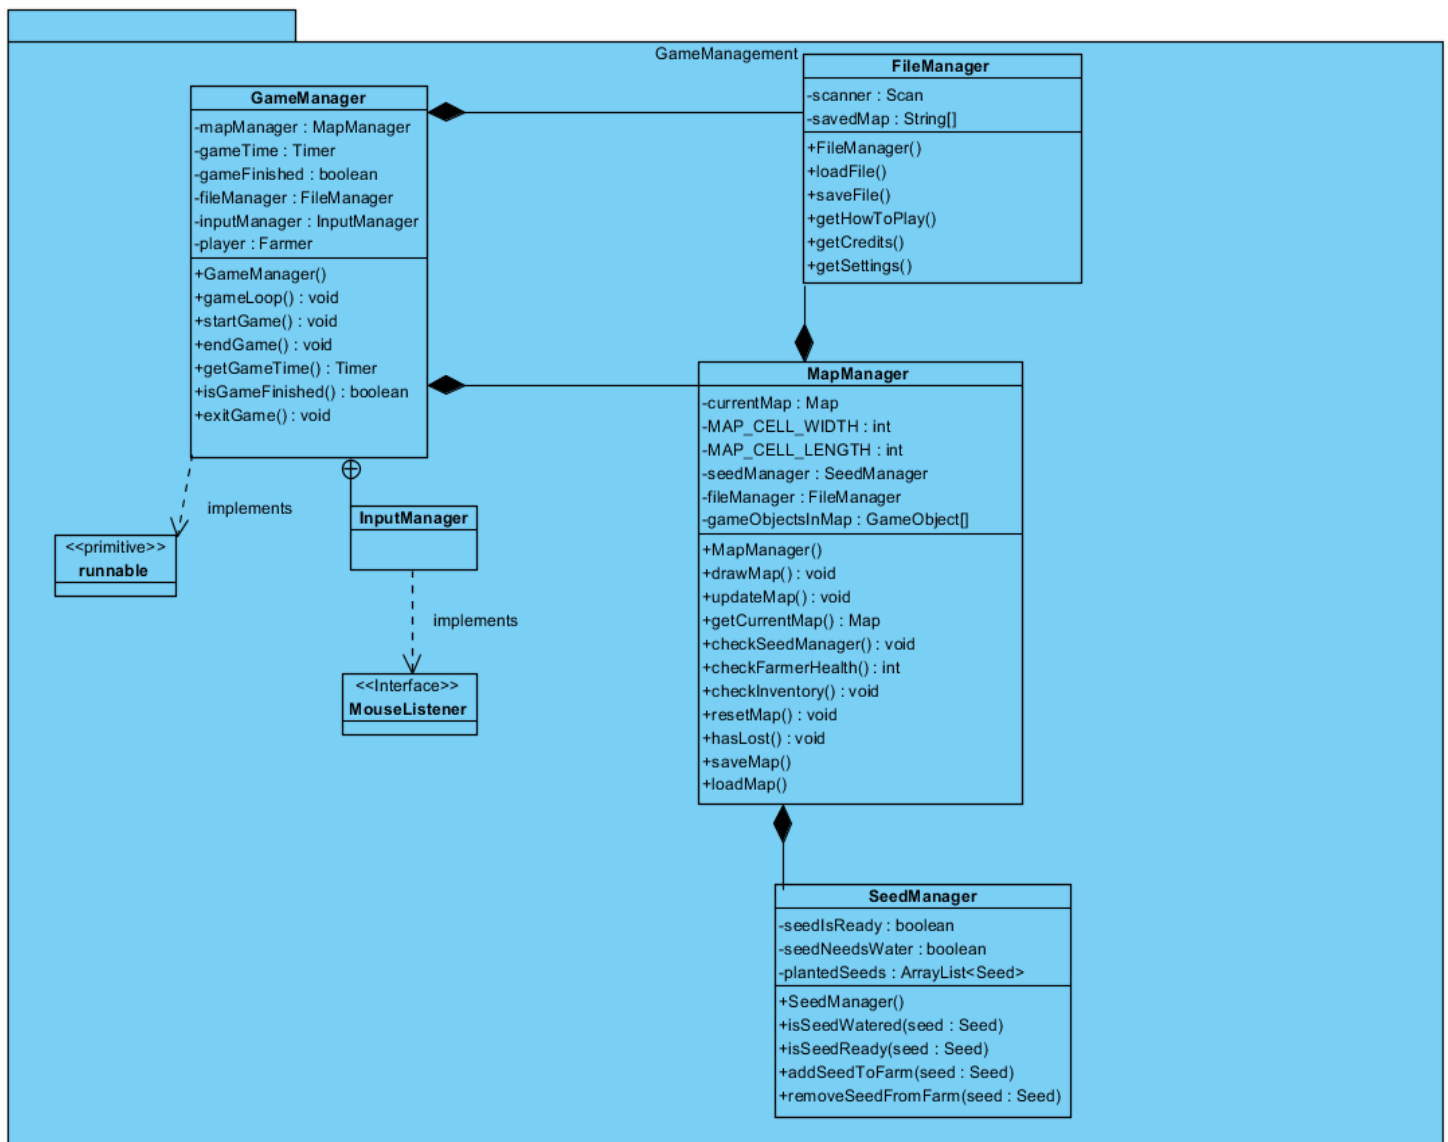 GameManagement
GameManager
-mapManager : MapManager
-gameTime : Timer
-gameFinished : boolean
-fileManager : FileManager
-inputManager : InputManager
-player : Farmer
+GameManager()
+gameLoop() : void
+startGame() : void
+endGame() : void
+getGameTime() : Timer
+isGameFinished() : boolean
+exitGame() : void
FileManager
-scanner : Scan
-savedMap : String[]
+FileManager()
+loadFile()
+saveFile()
+getHowToPlay()
+getCredits()
+getSettings()
implements
<<primitive>>
runnable
InputManager
implements
<<Interface>>
MouseListener
MapManager
-currentMap : Map
-MAP_CELL_WIDTH : int
-MAP_CELL_LENGTH : int
-seedManager : SeedManager
-fileManager : FileManager
-gameObjectsInMap : GameObject[]
+MapManager()
+drawMap() : void
+updateMap() : void
+getCurrentMap() : Map
+checkSeedManager() : void
+checkFarmerHealth() : int
+checkInventory() : void
+resetMap() : void
+hasLost() : void
+saveMap()
+loadMap()
SeedManager
-seedIsReady : boolean
-seedNeedsWater : boolean
-plantedSeeds : ArrayList<Seed>
+SeedManager()
+isSeedWatered(seed : Seed)
+isSeedReady(seed : Seed)
+addSeedToFarm(seed : Seed)
+removeSeedFromFarm(seed : Seed)